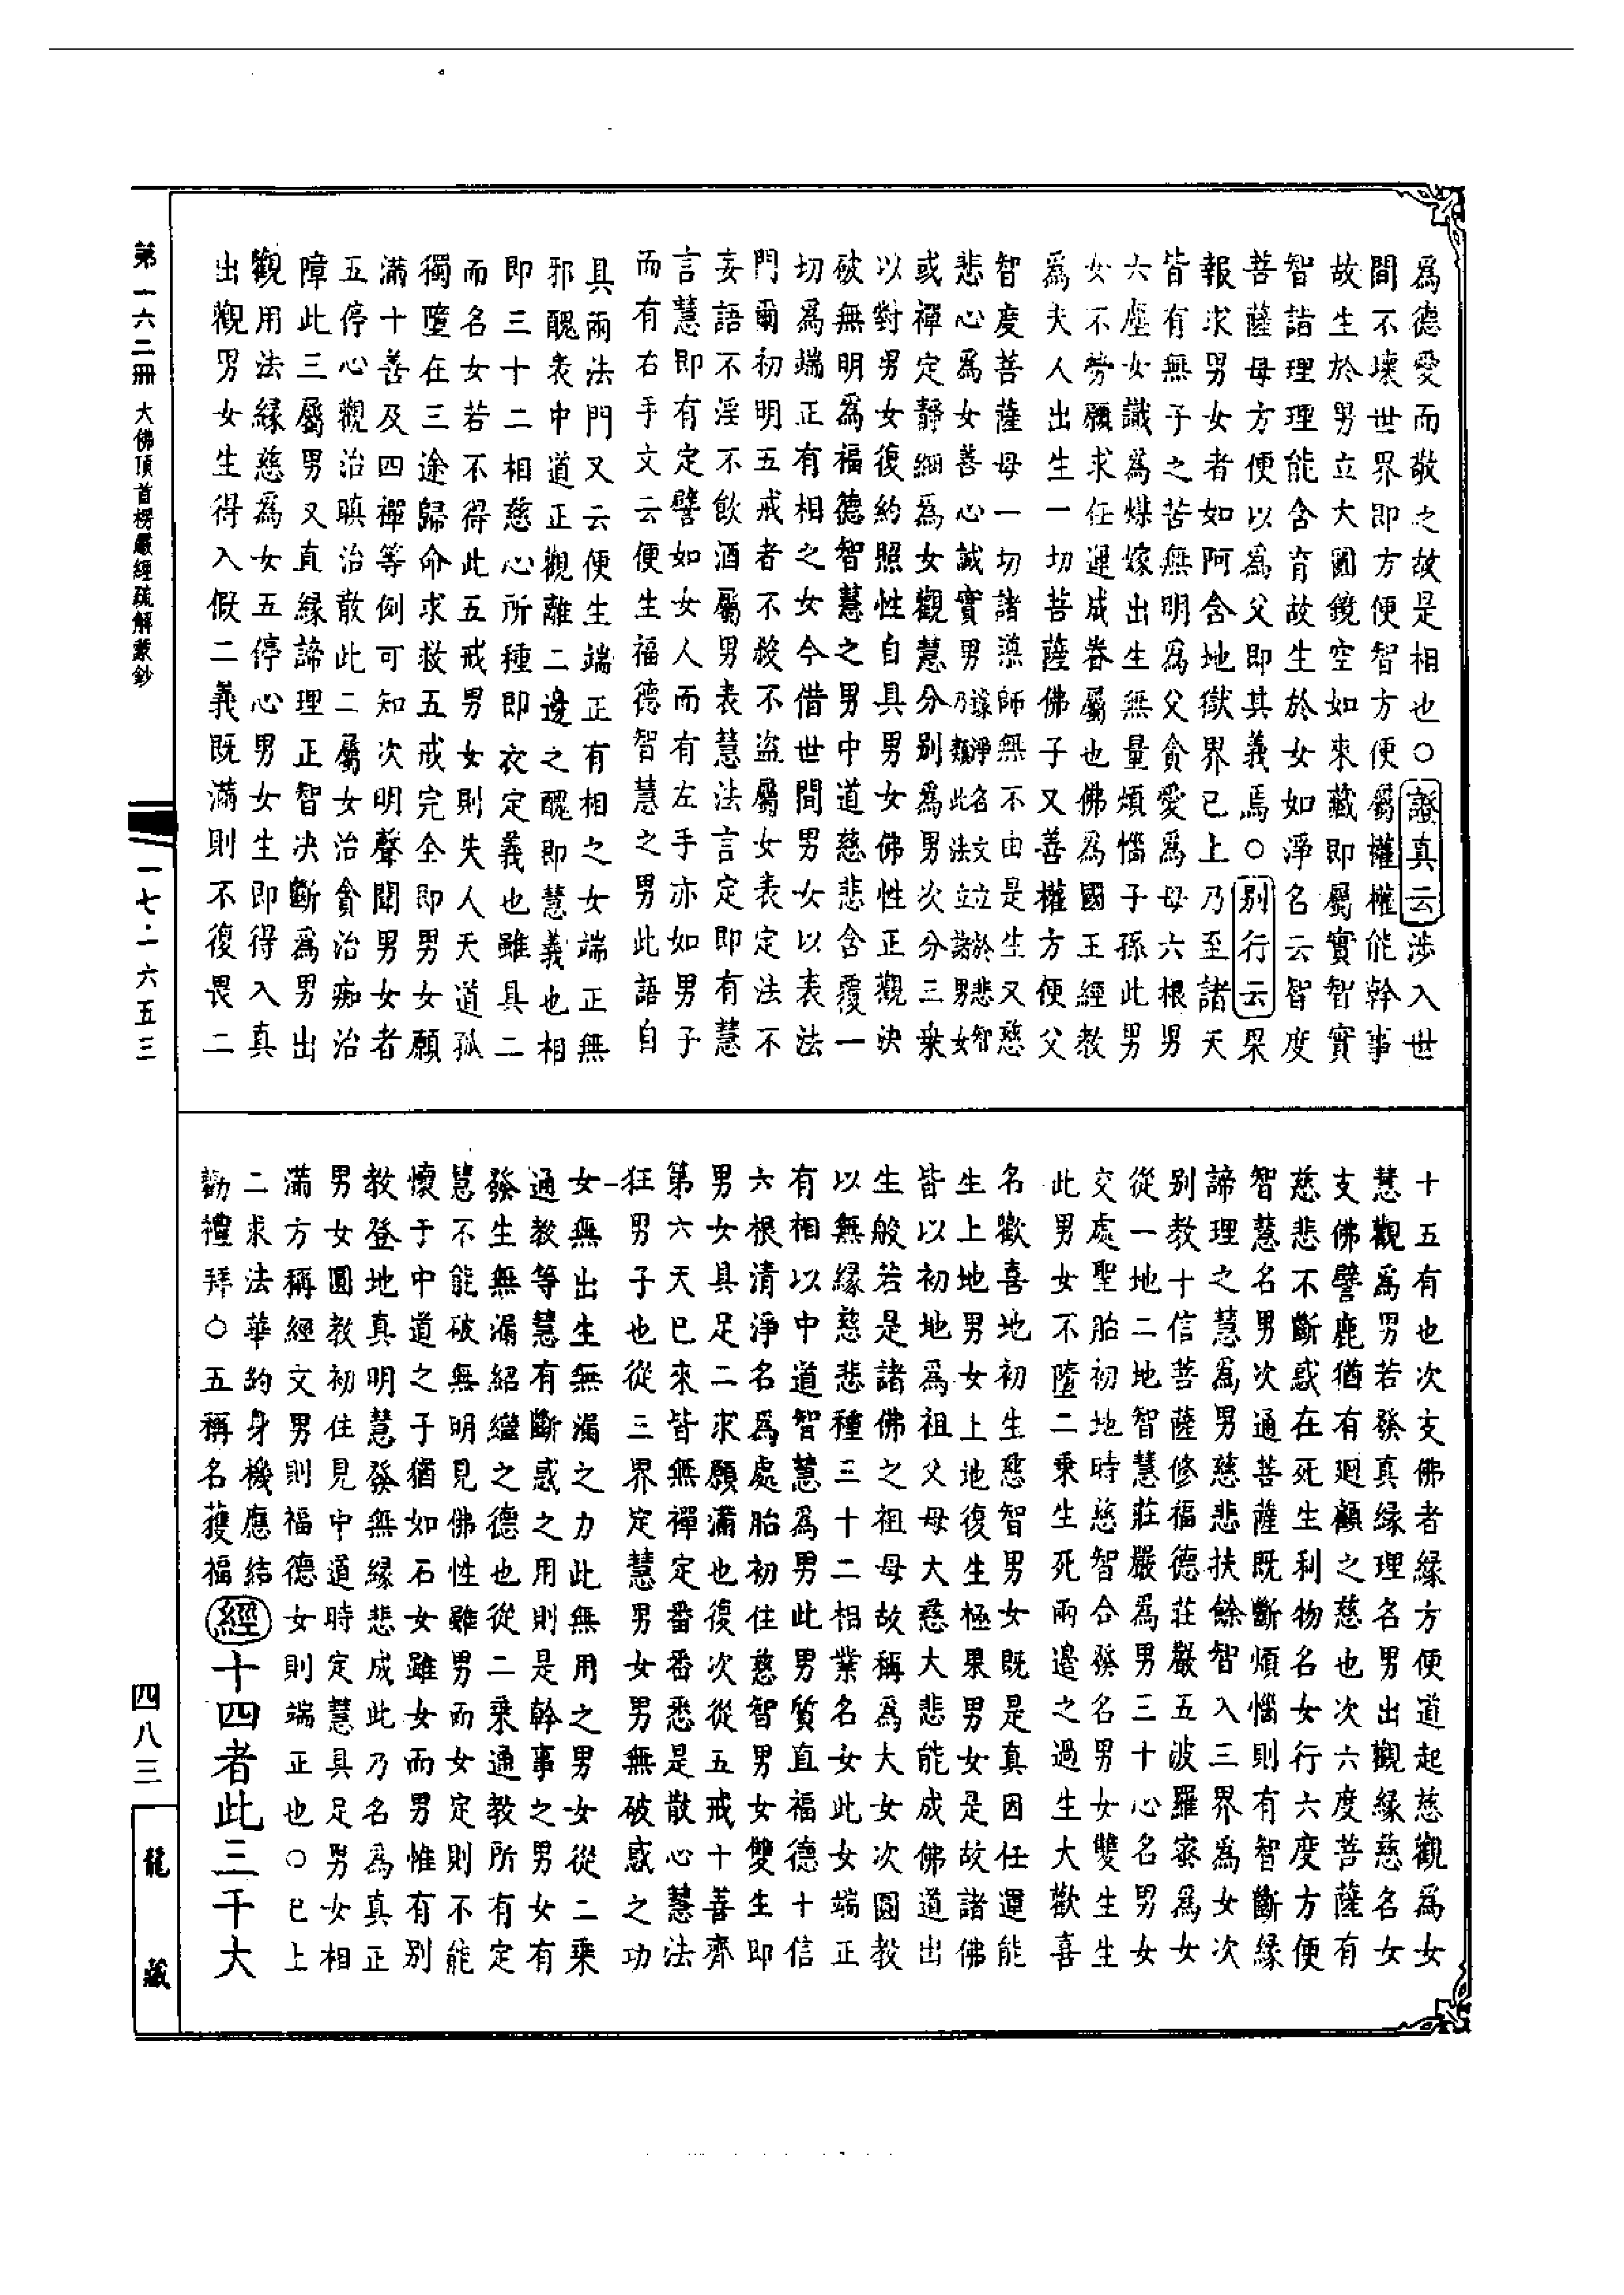 為德愛而敬之故是相也○證真云涉入世
間不壞世界即方便智方便屬權權能幹事
故生於男立大圓鏡空如來藏即屬實智實
智詣理理能含育故生於女如淨名云智度
菩薩母方便以為父即其義焉○別行云果
報求男女者如阿含地獄界已上乃至諸天
皆有無子之苦無明為父貪愛為母六根男
六塵女識為媒嫁出生無量煩惱子孫此男
女不勞願求任運成眷屬也佛為國王經教
為夫人出生一切菩薩佛子又善權方便父
智度菩薩母一切諸導師無不由是生又慈
悲心為女善心誠實男淨名文立於悲智
乃類此法立諸男女
或禪定靜細為女觀慧分別為男次分三乘
以對男女復約照性自具男女佛性正觀決
破無明為福德智慧之男中道慈悲含覆一
切為端正有相之女今借世間男女以表法
門爾初明五戒者不殺不盜屬女表定法不
妄語不淫不飲酒屬男表慧法言定即有慧
言慧即有定譬如女人而有左手亦如男子
而有右手文云便生福德智慧之男此語自
具兩法門又云便生端正有相之女端正無
邪醜表中道正觀離二邊之醜即慧義也相
即三十二相慈心所種即衣定義也雖具二
而名女若不得此五戒男女則失人天道孤
獨墮在三途歸命求救五戒完全即男女願
滿十善及四禪等例可知次明聲聞男女者
五停心觀治瞋治散此二屬女治貪治痴治
障此三屬男又直緣諦理正智决斷為男出
觀用法緣慈為女五停心男女生即得入真
出觀男女生得入假二義既滿則不復畏二
十五有也次支佛者緣方便道起慈觀為女
慧觀為男若發真緣理名男出觀緣慈名女
支佛譬鹿猶有迴顧之慈也次六度菩薩有
慈悲不斷惑在死生利物名女行六度方便
智慧名男次通菩薩既斷煩惱則有智斷緣
諦理之慧為男慈悲扶餘智入三界為女次
別教十信菩薩修福德莊嚴五波羅蜜為女
從一地二地智慧莊嚴為男三十心名男女
交處聖胎初地時慈智合發名男女雙生生
此男女不墮二乘生死兩邊之過生大歡喜
名歡喜地初生慈智男女既是真因任運能
生上地男女上地復生極果男女是故諸佛
皆以初地為祖父母大慈大悲能成佛道出
生般若是諸佛之祖母故稱為大女次圓教
以無緣慈悲種三十二相業名女此女端正
有相以中道智慧為男此男質直福德十信
六根清淨名為處胎初住慈智男女雙生即
男女具足二求願滿也復次從五戒十善齊
第六天已來皆無禪定番番悉是散心慧法
狂男子也從三界定慧男女男無破惑之功
女無出生無漏之力此無用之男女從二乘
通教等慧有斷惑之用則是幹事之男女有
發生無漏紹繼之德也從二乘通教所有定
慧不能破無明見佛性雖男而女定則不能
懷于中道之子猶如石女雖女而男惟有別
教登地真明慧發無緣悲成此乃名為真正
男女圓教初住見中道時定慧具足男女相
滿方稱經文男則福德女則端正也○已上
二求法華約身機應結
勸禮拜○五稱名獲福經十四者此三千大
第一六二冊 大佛頂首楞嚴經疏解蒙鈔
一七·一六五三
四八三
龍藏